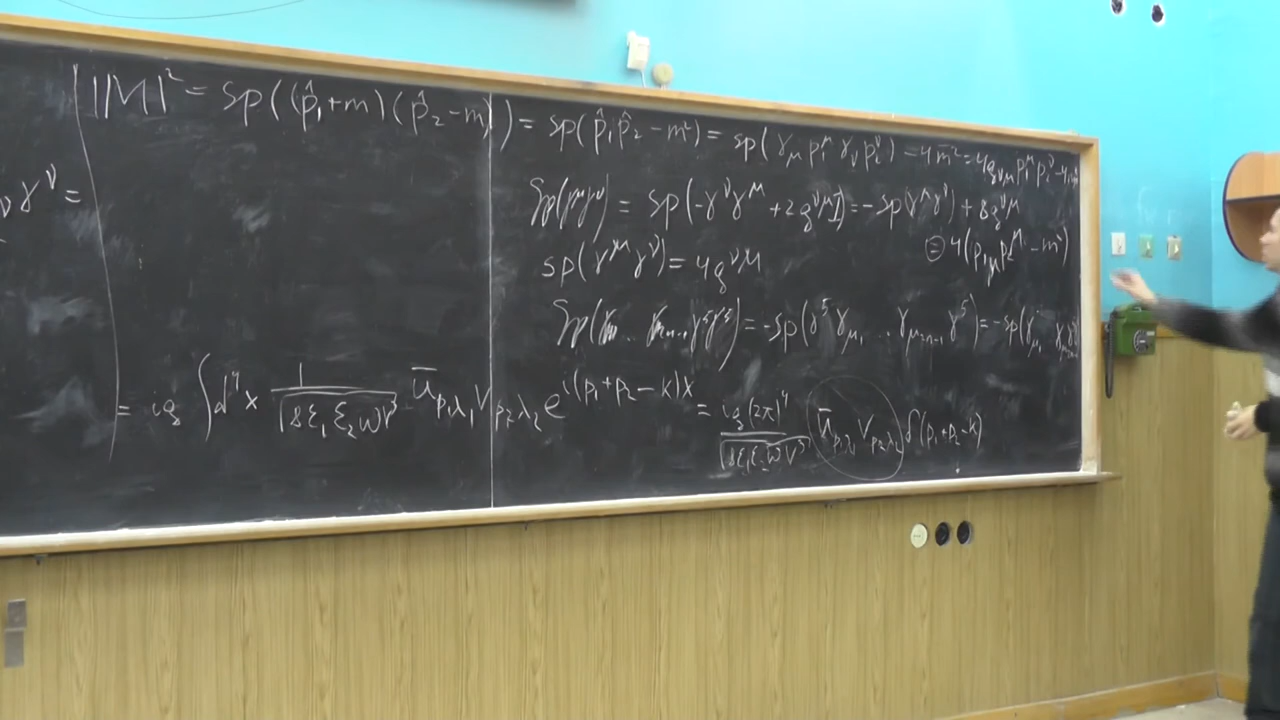 ν γ^ν =
|M|² = Sp((p̂₁+m)(p̂₂−m)) = Sp(p̂₁p̂₂ − m²) = Sp(γ_μ p₁^μ γ_ν p₂^ν) − 4m² = 4g_{νμ} p₁^μ p₂^ν − 4m²
Sp(γ^μγ^ν) = Sp(−γ^νγ^μ + 2g^{νμ}I) = −Sp(γ^μγ^ν) + 8g^{νμ}
= 4(p_{1μ}p₂^μ − m²)
Sp(γ^μγ^ν) = 4g^{νμ}
Sp(γ_{μ₁}...γ_{μ₂ₙ₊₁}γ⁵γ⁵) = −Sp(γ⁵γ_{μ₁}...γ_{μ₂ₙ₊₁}γ⁵) = −Sp(γ_{μ₁}
= ig ∫d⁴x 1/√(8ε₁ε₂ωV³) ū_{p₁λ₁} v_{p₂λ₂} e^{i(p₁+p₂−k)x} = ig(2π)⁴/√(8ε₁ε₂ωV³) ū_{p₁λ₁} v_{p₂λ₂} δ(p₁+p₂−k)